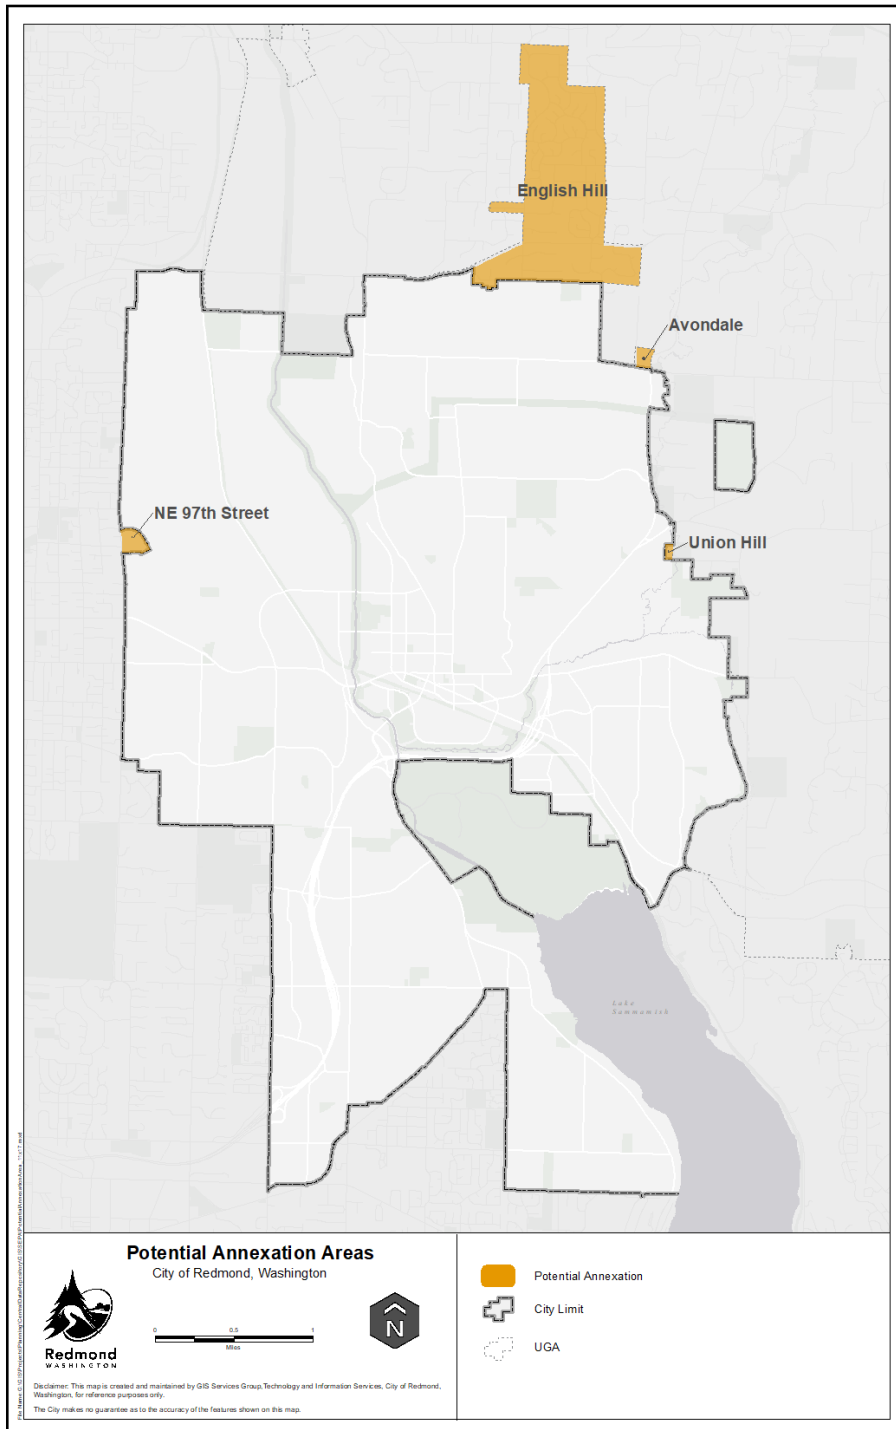 English Hill
Avondale
NE 97th Street
Union Hill
Lake
Sammamish
Potential Annexation Areas
City of Redmond, Washington
0 0.5 1
Miles
N
Redmond
WASHINGTON
Potential Annexation
City Limit
UGA
Disclaimer: This map is created and maintained by GIS Services Group,Technology and Information Services, City of Redmond,
Washington, for reference purposes only.
The City makes no guarantee as to the accuracy of the features shown on this map.